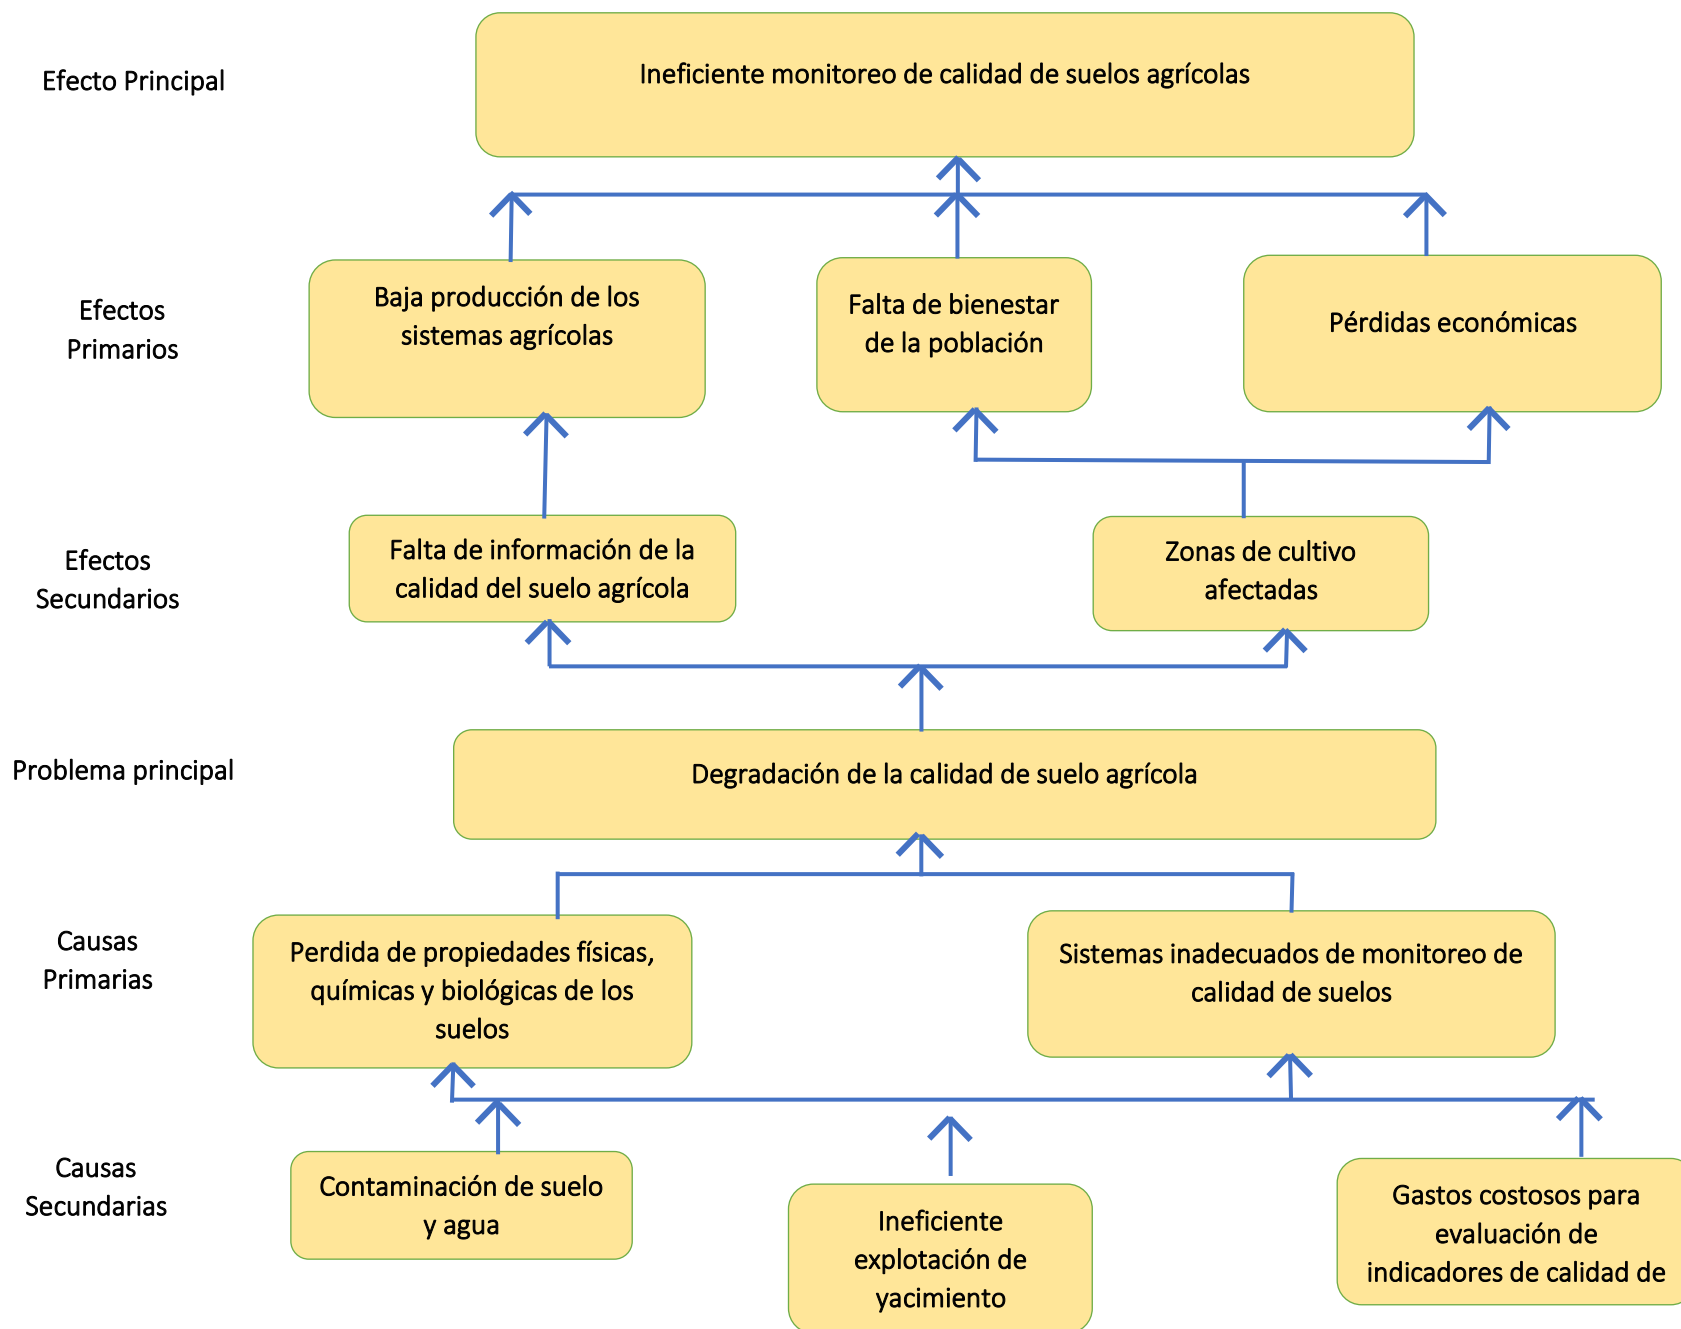 Efecto Principal
Ineficiente monitoreo de calidad de suelos agrícolas
Efectos
Primarios
Baja producción de los
sistemas agrícolas
Falta de bienestar
de la población
Pérdidas económicas
Efectos
Secundarios
Falta de información de la
calidad del suelo agrícola
Zonas de cultivo
afectadas
Problema principal
Degradación de la calidad de suelo agrícola
Causas
Primarias
Perdida de propiedades físicas,
químicas y biológicas de los
suelos
Sistemas inadecuados de monitoreo de
calidad de suelos
Causas
Secundarias
Contaminación de suelo
y agua
Ineficiente
explotación de
yacimiento
Gastos costosos para
evaluación de
indicadores de calidad de